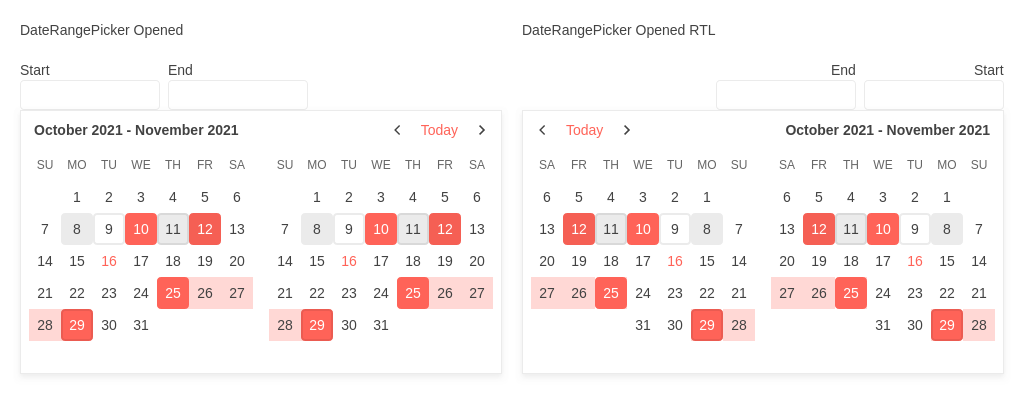 DateRangePicker Opened
Start End
October 2021 - November 2021 Today
SU MO TU WE TH FR SA SU MO TU WE TH FR SA
1 2 3 4 5 6 1 2 3 4 5 6
7 8 9 10 11 12 13 7 8 9 10 11 12 13
14 15 16 17 18 19 20 14 15 16 17 18 19 20
21 22 23 24 25 26 27 21 22 23 24 25 26 27
28 29 30 31 28 29 30 31
DateRangePicker Opened RTL
End Start
Today October 2021 - November 2021
SA FR TH WE TU MO SU SA FR TH WE TU MO SU
6 5 4 3 2 1 6 5 4 3 2 1
13 12 11 10 9 8 7 13 12 11 10 9 8 7
20 19 18 17 16 15 14 20 19 18 17 16 15 14
27 26 25 24 23 22 21 27 26 25 24 23 22 21
31 30 29 28 31 30 29 28